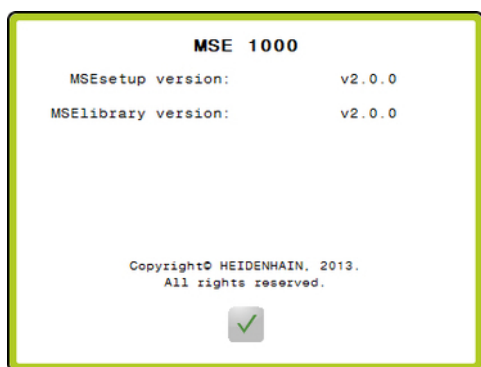 MSE 1000
MSEsetup version: v2.0.0
MSElibrary version: v2.0.0
Copyright© HEIDENHAIN, 2013.
All rights reserved.